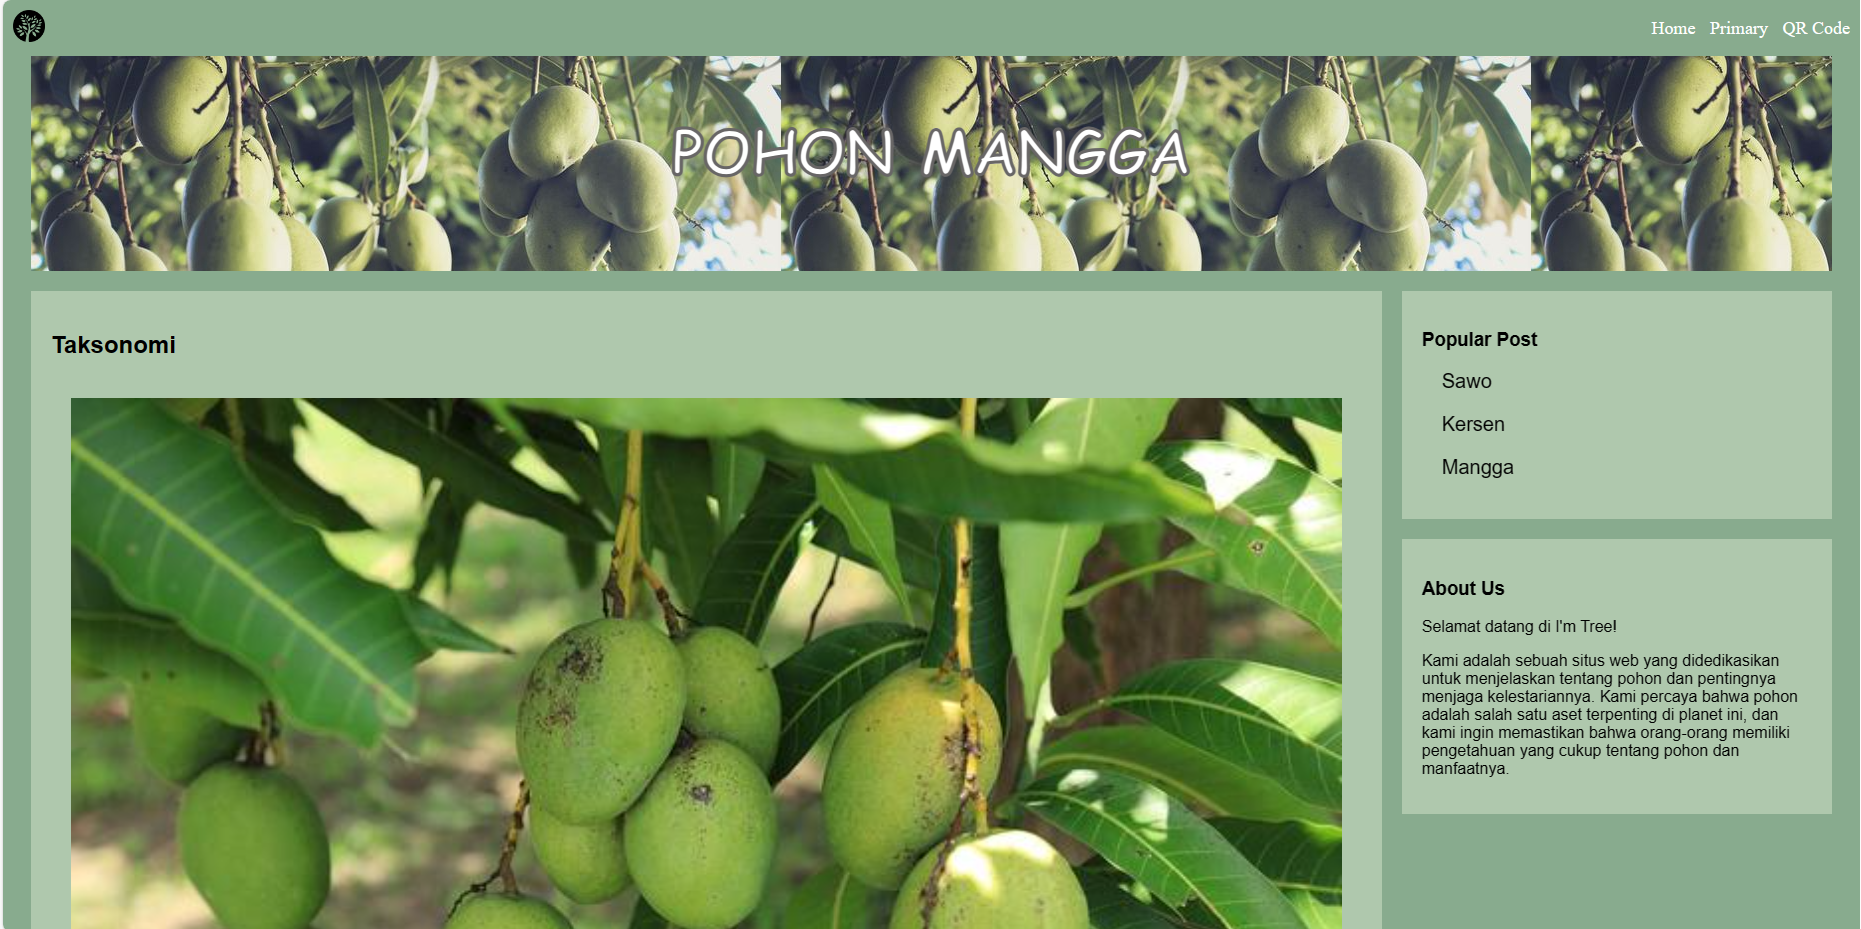 Home Primary QR Code
POHON MANGGA
Taksonomi
Popular Post
Sawo
Kersen
Mangga
About Us
Selamat datang di I'm Tree!
Kami adalah sebuah situs web yang didedikasikan
untuk menjelaskan tentang pohon dan pentingnya
menjaga kelestariannya. Kami percaya bahwa pohon
adalah salah satu aset terpenting di planet ini, dan
kami ingin memastikan bahwa orang-orang memiliki
pengetahuan yang cukup tentang pohon dan
manfaatnya.